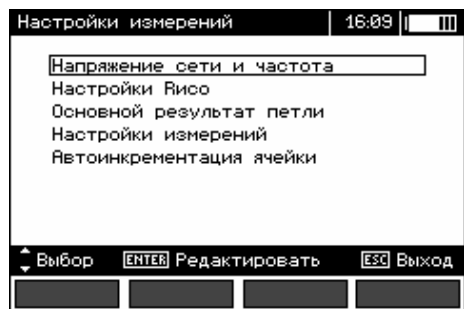 Настройки измерений 16:09
Напряжение сети и частота
Настройки Rисо
Основной результат петли
Настройки измерений
Автоинкрементация ячейки
Выбор ENTER Редактировать ESC Выход